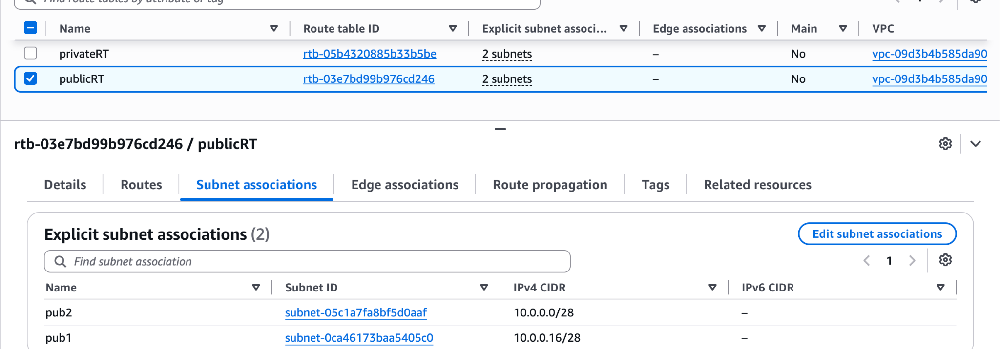 Find route tables by attribute or tag
Name Route table ID Explicit subnet associ... Edge associations Main VPC
privateRT rtb-05b4320885b33b5be 2 subnets – No vpc-09d3b4b585da90
publicRT rtb-03e7bd99b976cd246 2 subnets – No vpc-09d3b4b585da90
rtb-03e7bd99b976cd246 / publicRT
Details Routes Subnet associations Edge associations Route propagation Tags Related resources
Explicit subnet associations (2) Edit subnet associations
Find subnet association 1
Name Subnet ID IPv4 CIDR IPv6 CIDR
pub2 subnet-05c1a7fa8bf5d0aaf 10.0.0.0/28 –
pub1 subnet-0ca46173baa5405c0 10.0.0.16/28 –